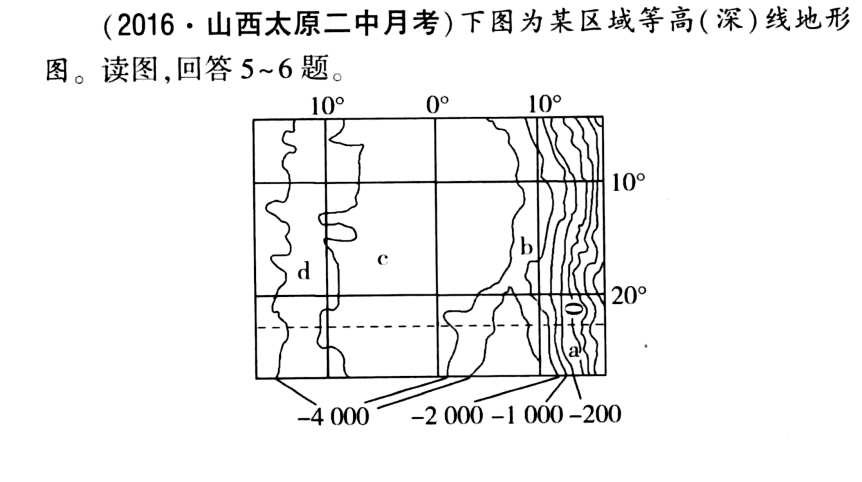 (2016·山西太原二中月考)下图为某区域等高(深)线地形
图。读图,回答5~6题。
10° 0° 10°
10°
b
c
d
20°
0
a
-4 000 -2 000 -1 000 -200